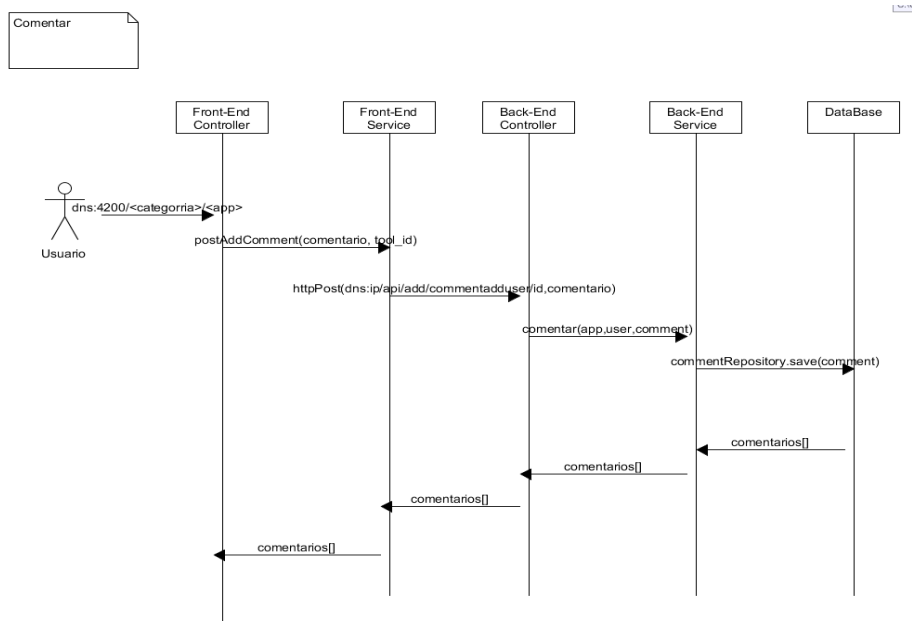 Comentar
Front-End
Controller
Front-End
Service
Back-End
Controller
Back-End
Service
DataBase
dns:4200/<categorria>/<app>
Usuario
postAddComment(comentario, tool_id)
httpPost(dns:ip/api/add/commentadduser/id,comentario)
comentar(app,user,comment)
commentRepository.save(comment)
comentarios[]
comentarios[]
comentarios[]
comentarios[]